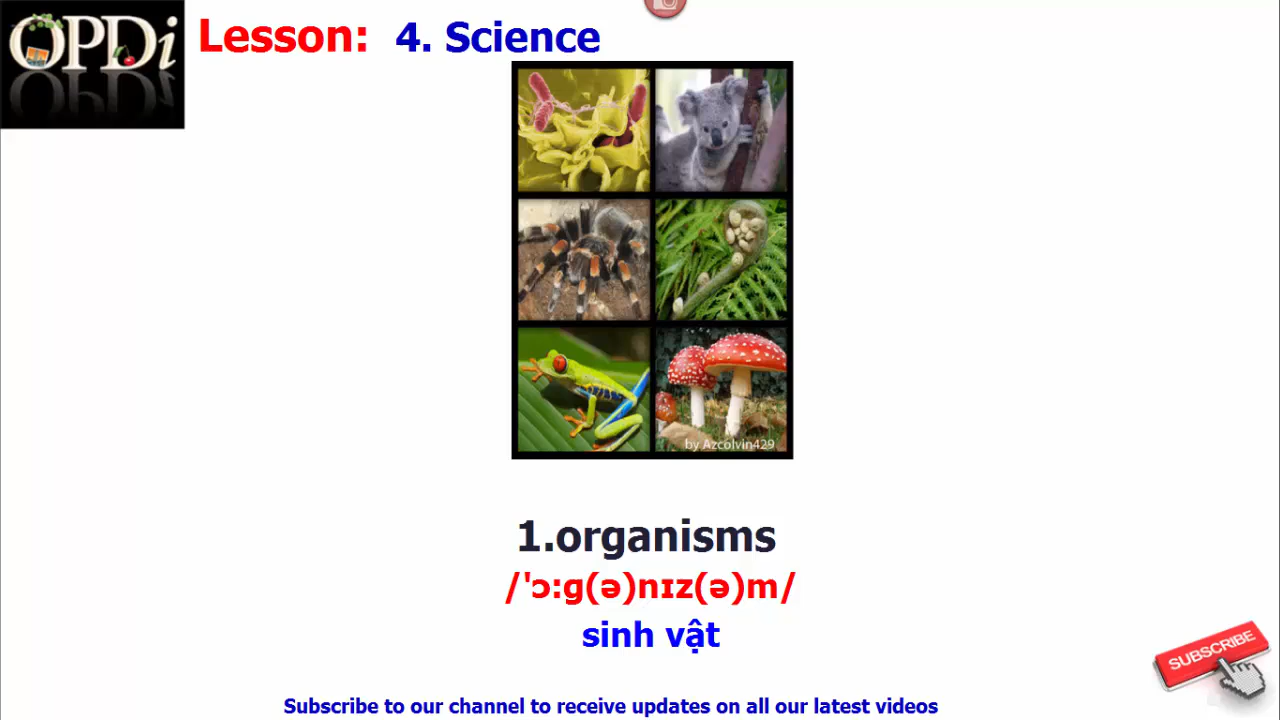 OPDi
Lesson: 4. Science
by Azcolvin429
1.organisms
/ˈɔːɡ(ə)nɪz(ə)m/
sinh vật
SUBSCRIBE
Subscribe to our channel to receive updates on all our latest videos